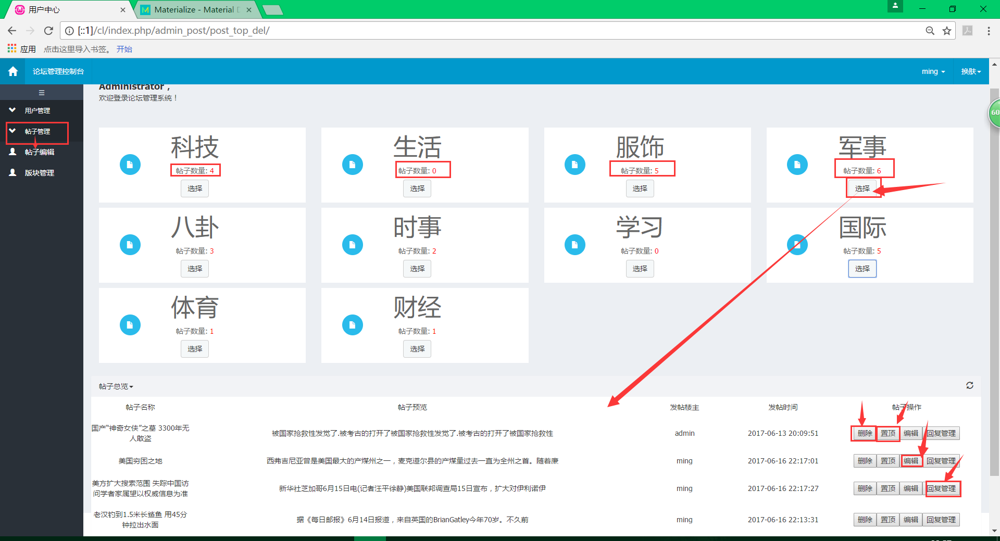 用户中心
Materialize - Material D
[::1]/cl/index.php/admin_post/post_top_del/
应用 点击这里导入书签。 开始
论坛管理控制台 ming 换肤
Administrator ,
欢迎登录论坛管理系统！
用户管理
帖子管理
帖子编辑
版块管理
60
科技 生活 服饰 军事
帖子数量: 4 帖子数量: 0 帖子数量: 5 帖子数量: 6
选择 选择 选择 选择
八卦 时事 学习 国际
帖子数量: 3 帖子数量: 2 帖子数量: 0 帖子数量: 5
选择 选择 选择 选择
体育 财经
帖子数量: 1 帖子数量: 1
选择 选择
帖子总览
帖子名称 帖子预览 发帖楼主 发帖时间 帖子操作
国产“神奇女侠”之墓 3300年无
人敢盗
被国家抢救性发觉了.被考古的打开了被国家抢救性发觉了.被考古的打开了被国家抢救性 admin 2017-06-13 20:09:51 删除 置顶 编辑 回复管理
美国穷困之地 西弗吉尼亚曾是美国最大的产煤州之一，麦克道尔县的产煤量过去一直为全州之首。随着廉 ming 2017-06-16 22:17:01 删除 置顶 编辑 回复管理
美方扩大搜索范围 失踪中国访
问学者家属望以权威信息为准
新华社芝加哥6月15日电(记者汪平徐静)美国联邦调查局15日宣布，扩大对伊利诺伊 ming 2017-06-16 22:17:27 删除 置顶 编辑 回复管理
老汉钓到1.5米长鲶鱼 用45分
钟拉出水面
据《每日邮报》6月14日报道，来自英国的BrianGatley今年70岁。不久前 ming 2017-06-16 22:13:31 删除 置顶 编辑 回复管理